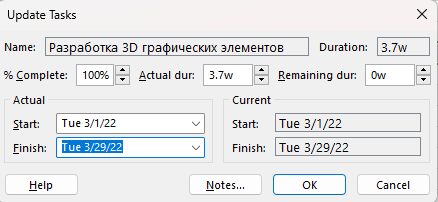 Update Tasks
Name: Разработка 3D графических элементов Duration: 3.7w
% Complete: 100% Actual dur: 3.7w Remaining dur: 0w
Actual Current
Start: Tue 3/1/22 Start: Tue 3/1/22
Finish: Tue 3/29/22 Finish: Tue 3/29/22
Help Notes... OK Cancel